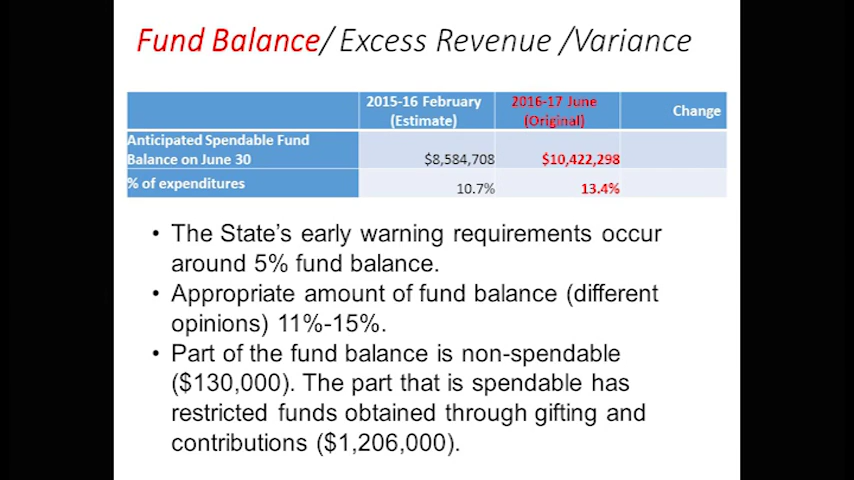 Fund Balance/ Excess Revenue /Variance
2015-16 February (Estimate) 2016-17 June (Original) Change
Anticipated Spendable Fund Balance on June 30 $8,584,708 $10,422,298
% of expenditures 10.7% 13.4%
• The State's early warning requirements occur
around 5% fund balance.
• Appropriate amount of fund balance (different
opinions) 11%-15%.
• Part of the fund balance is non-spendable
($130,000). The part that is spendable has
restricted funds obtained through gifting and
contributions ($1,206,000).